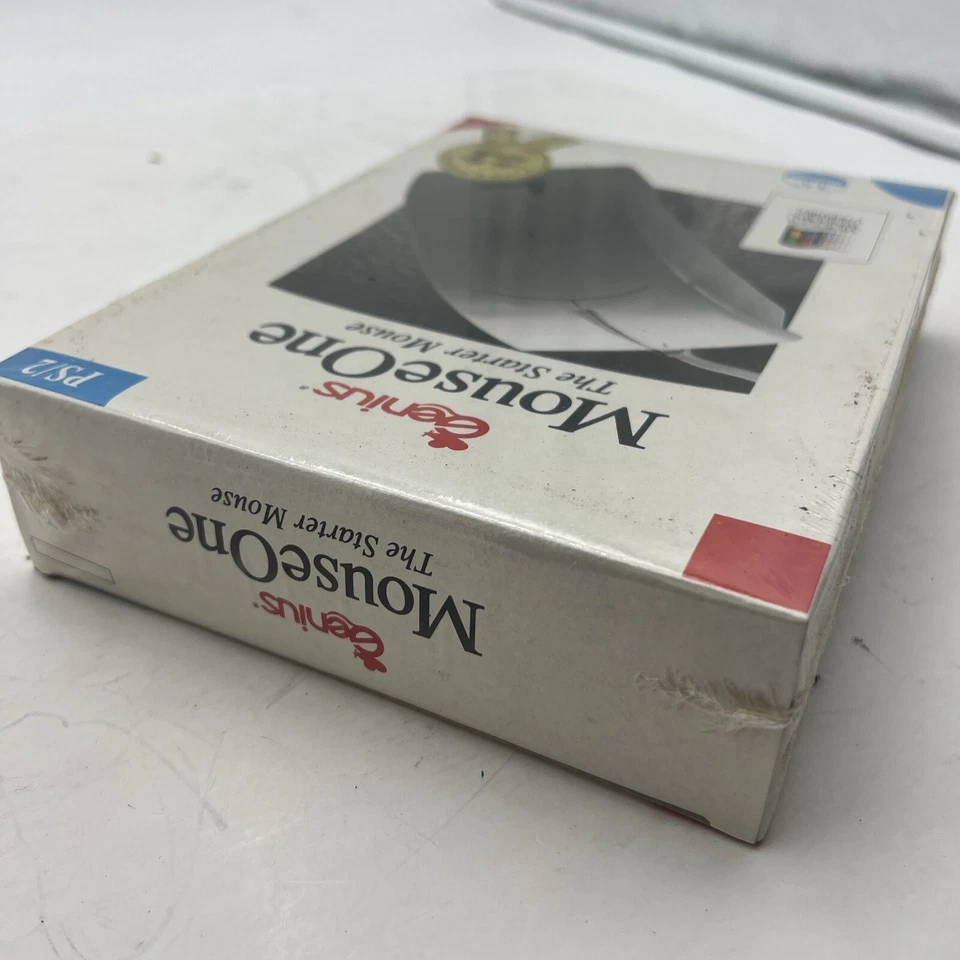 Genius
MouseOne
The Starter Mouse
PS/2
Genius
MouseOne
The Starter Mouse